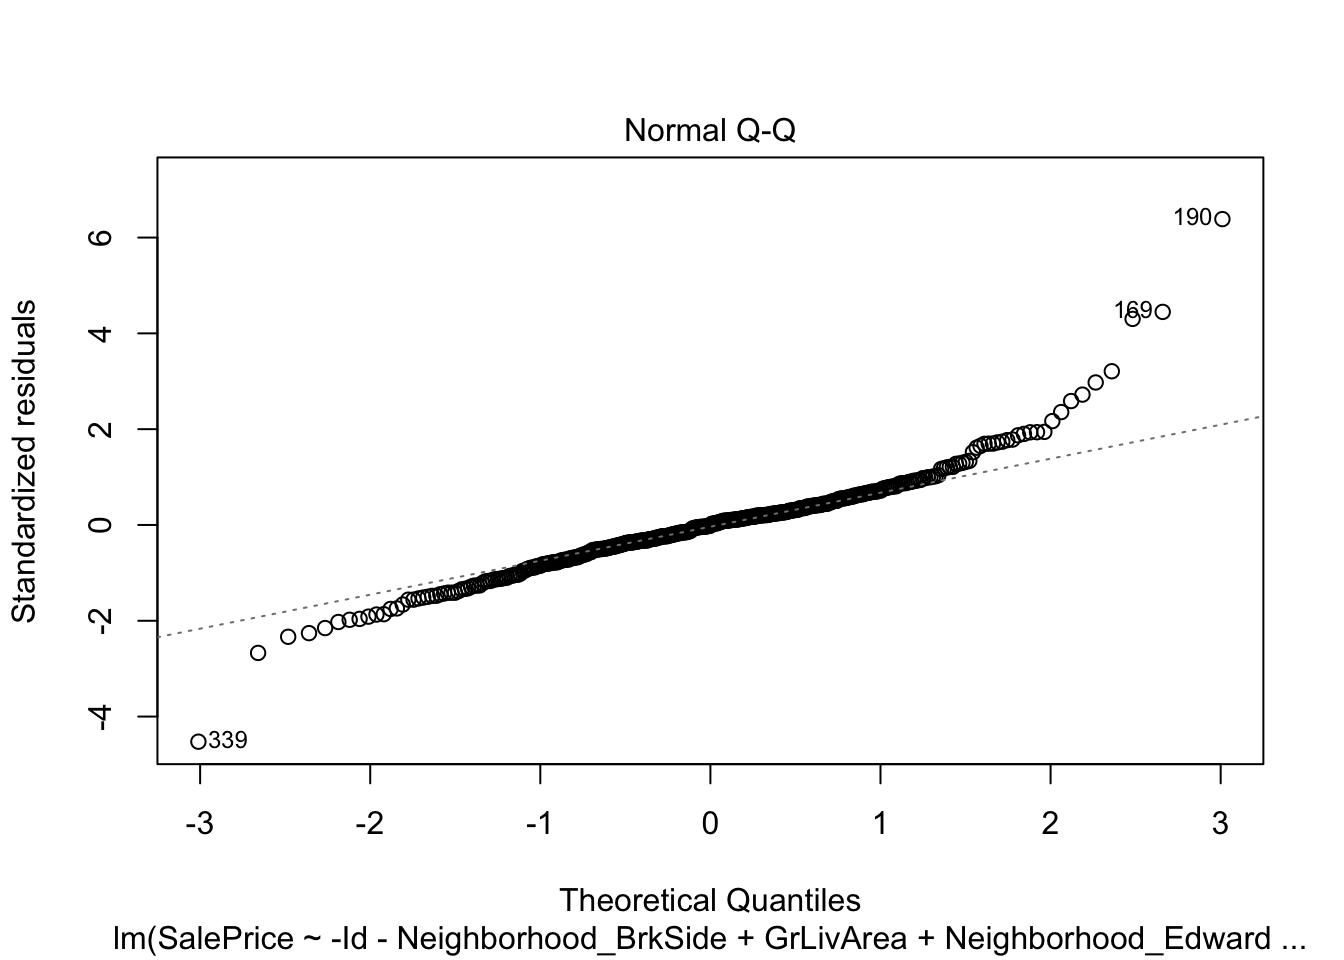 Normal Q-Q
Standardized residuals
6
4
2
0
-2
-4
190
169
339
-3 -2 -1 0 1 2 3
Theoretical Quantiles
lm(SalePrice ~ -Id - Neighborhood_BrkSide + GrLivArea + Neighborhood_Edward ...